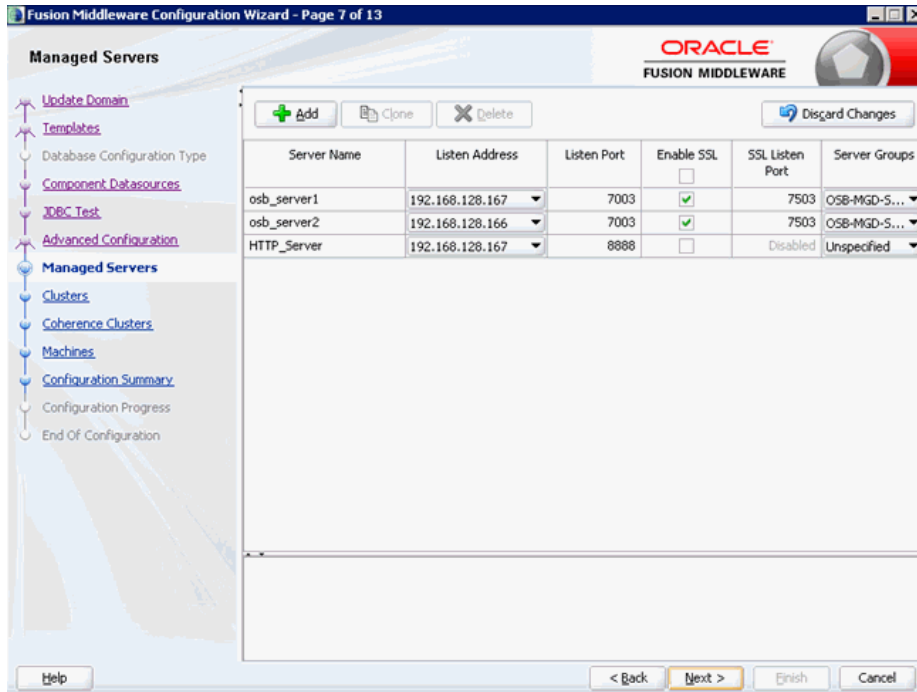 Fusion Middleware Configuration Wizard - Page 7 of 13
Managed Servers
ORACLE
FUSION MIDDLEWARE
Update Domain
Templates
Database Configuration Type
Component Datasources
JDBC Test
Advanced Configuration
Managed Servers
Clusters
Coherence Clusters
Machines
Configuration Summary
Configuration Progress
End Of Configuration
Add Clone Delete Discard Changes
Server Name Listen Address Listen Port Enable SSL SSL Listen Port Server Groups
osb_server1 192.168.128.167 7003 7503 OSB-MGD-S...
osb_server2 192.168.128.166 7003 7503 OSB-MGD-S...
HTTP_Server 192.168.128.167 8888 Disabled Unspecified
Help < Back Next > Finish Cancel